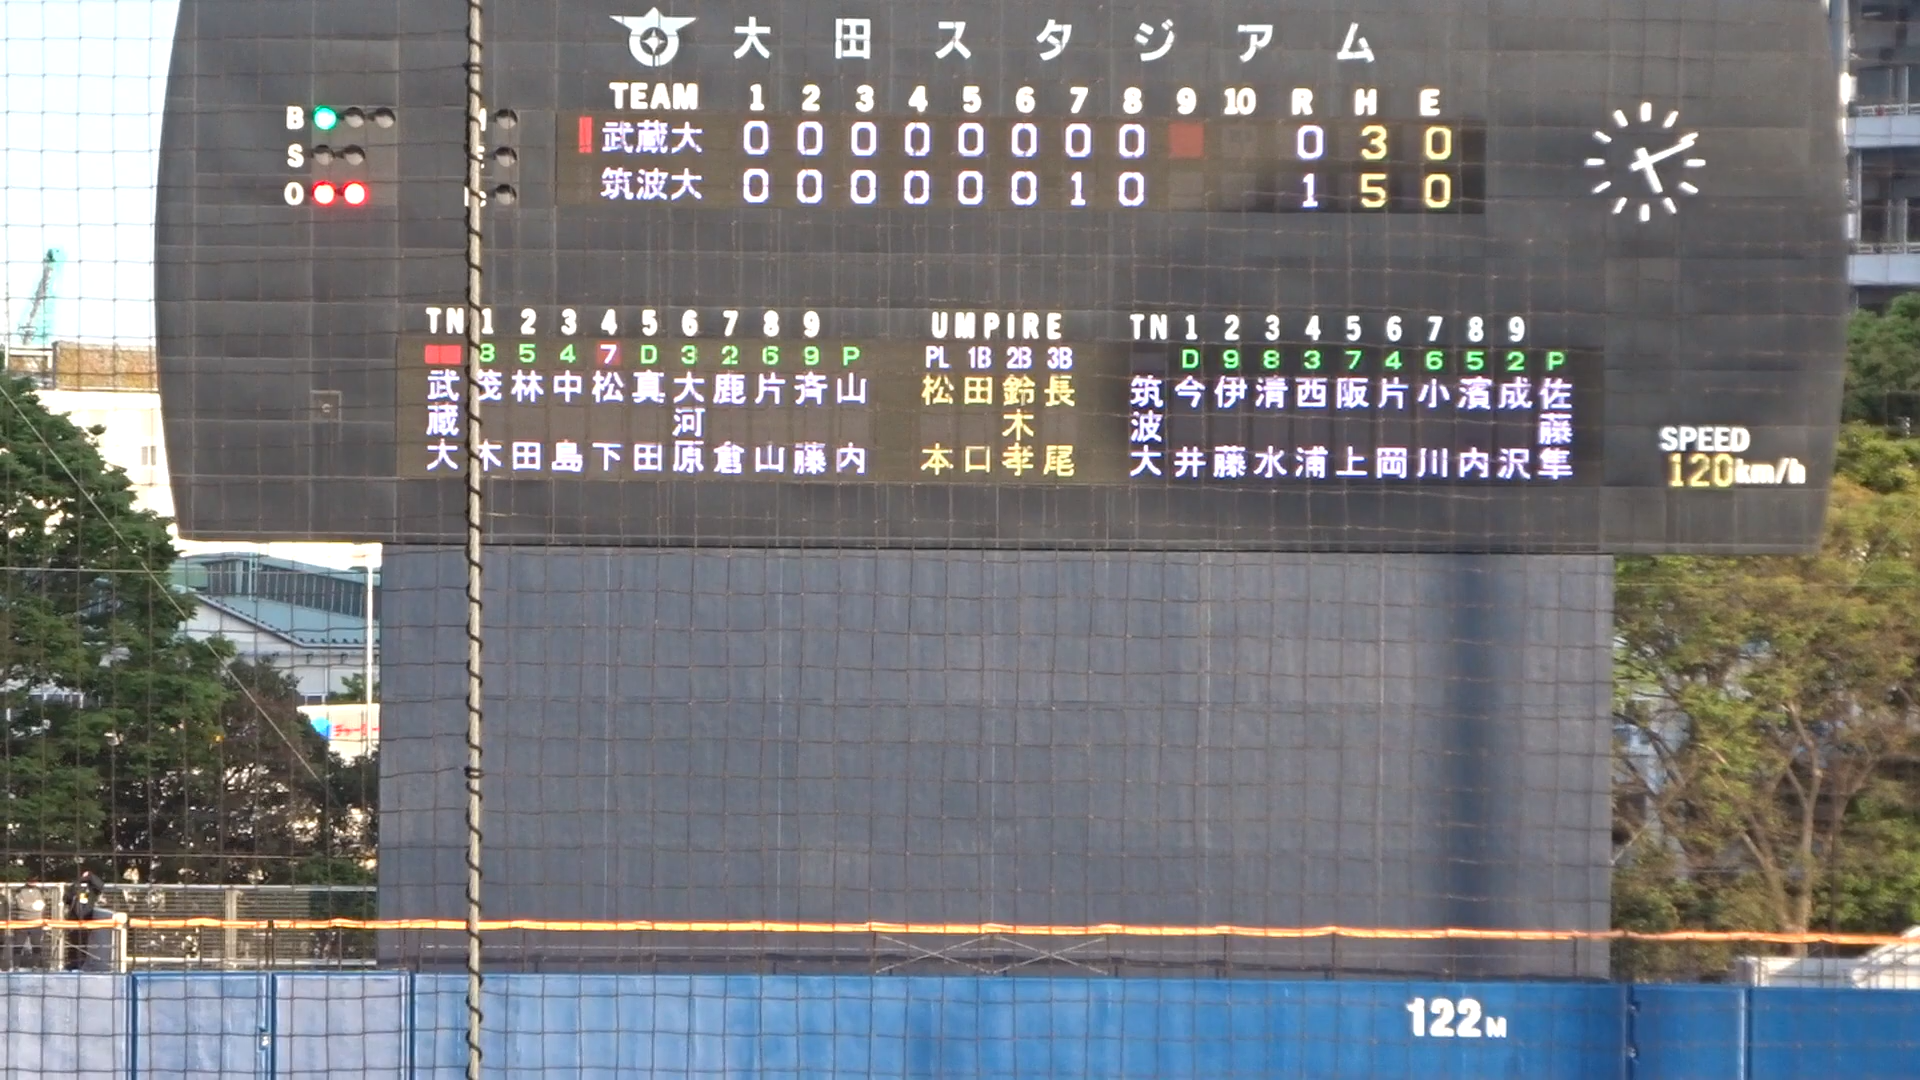 大田スタジアム
TEAM 1 2 3 4 5 6 7 8 9 10 R H E
武蔵大 0 0 0 0 0 0 0 0 0 3 0
筑波大 0 0 0 0 0 0 1 0 1 5 0
B
S
O
TN 1 2 3 4 5 6 7 8 9
8 5 4 7 D 3 2 6 9 P
武蔵大 茂木 林田 中島 松下 真田 大河原 鹿倉 片山 斉藤 山内
UMPIRE
PL 1B 2B 3B
松本 田口 鈴木孝 長尾
TN 1 2 3 4 5 6 7 8 9
D 9 8 3 7 4 6 5 2 P
筑波大 今井 伊藤 清水 西浦 阪上 片岡 小川 濱内 成沢 佐藤隼
SPEED
120km/h
122M